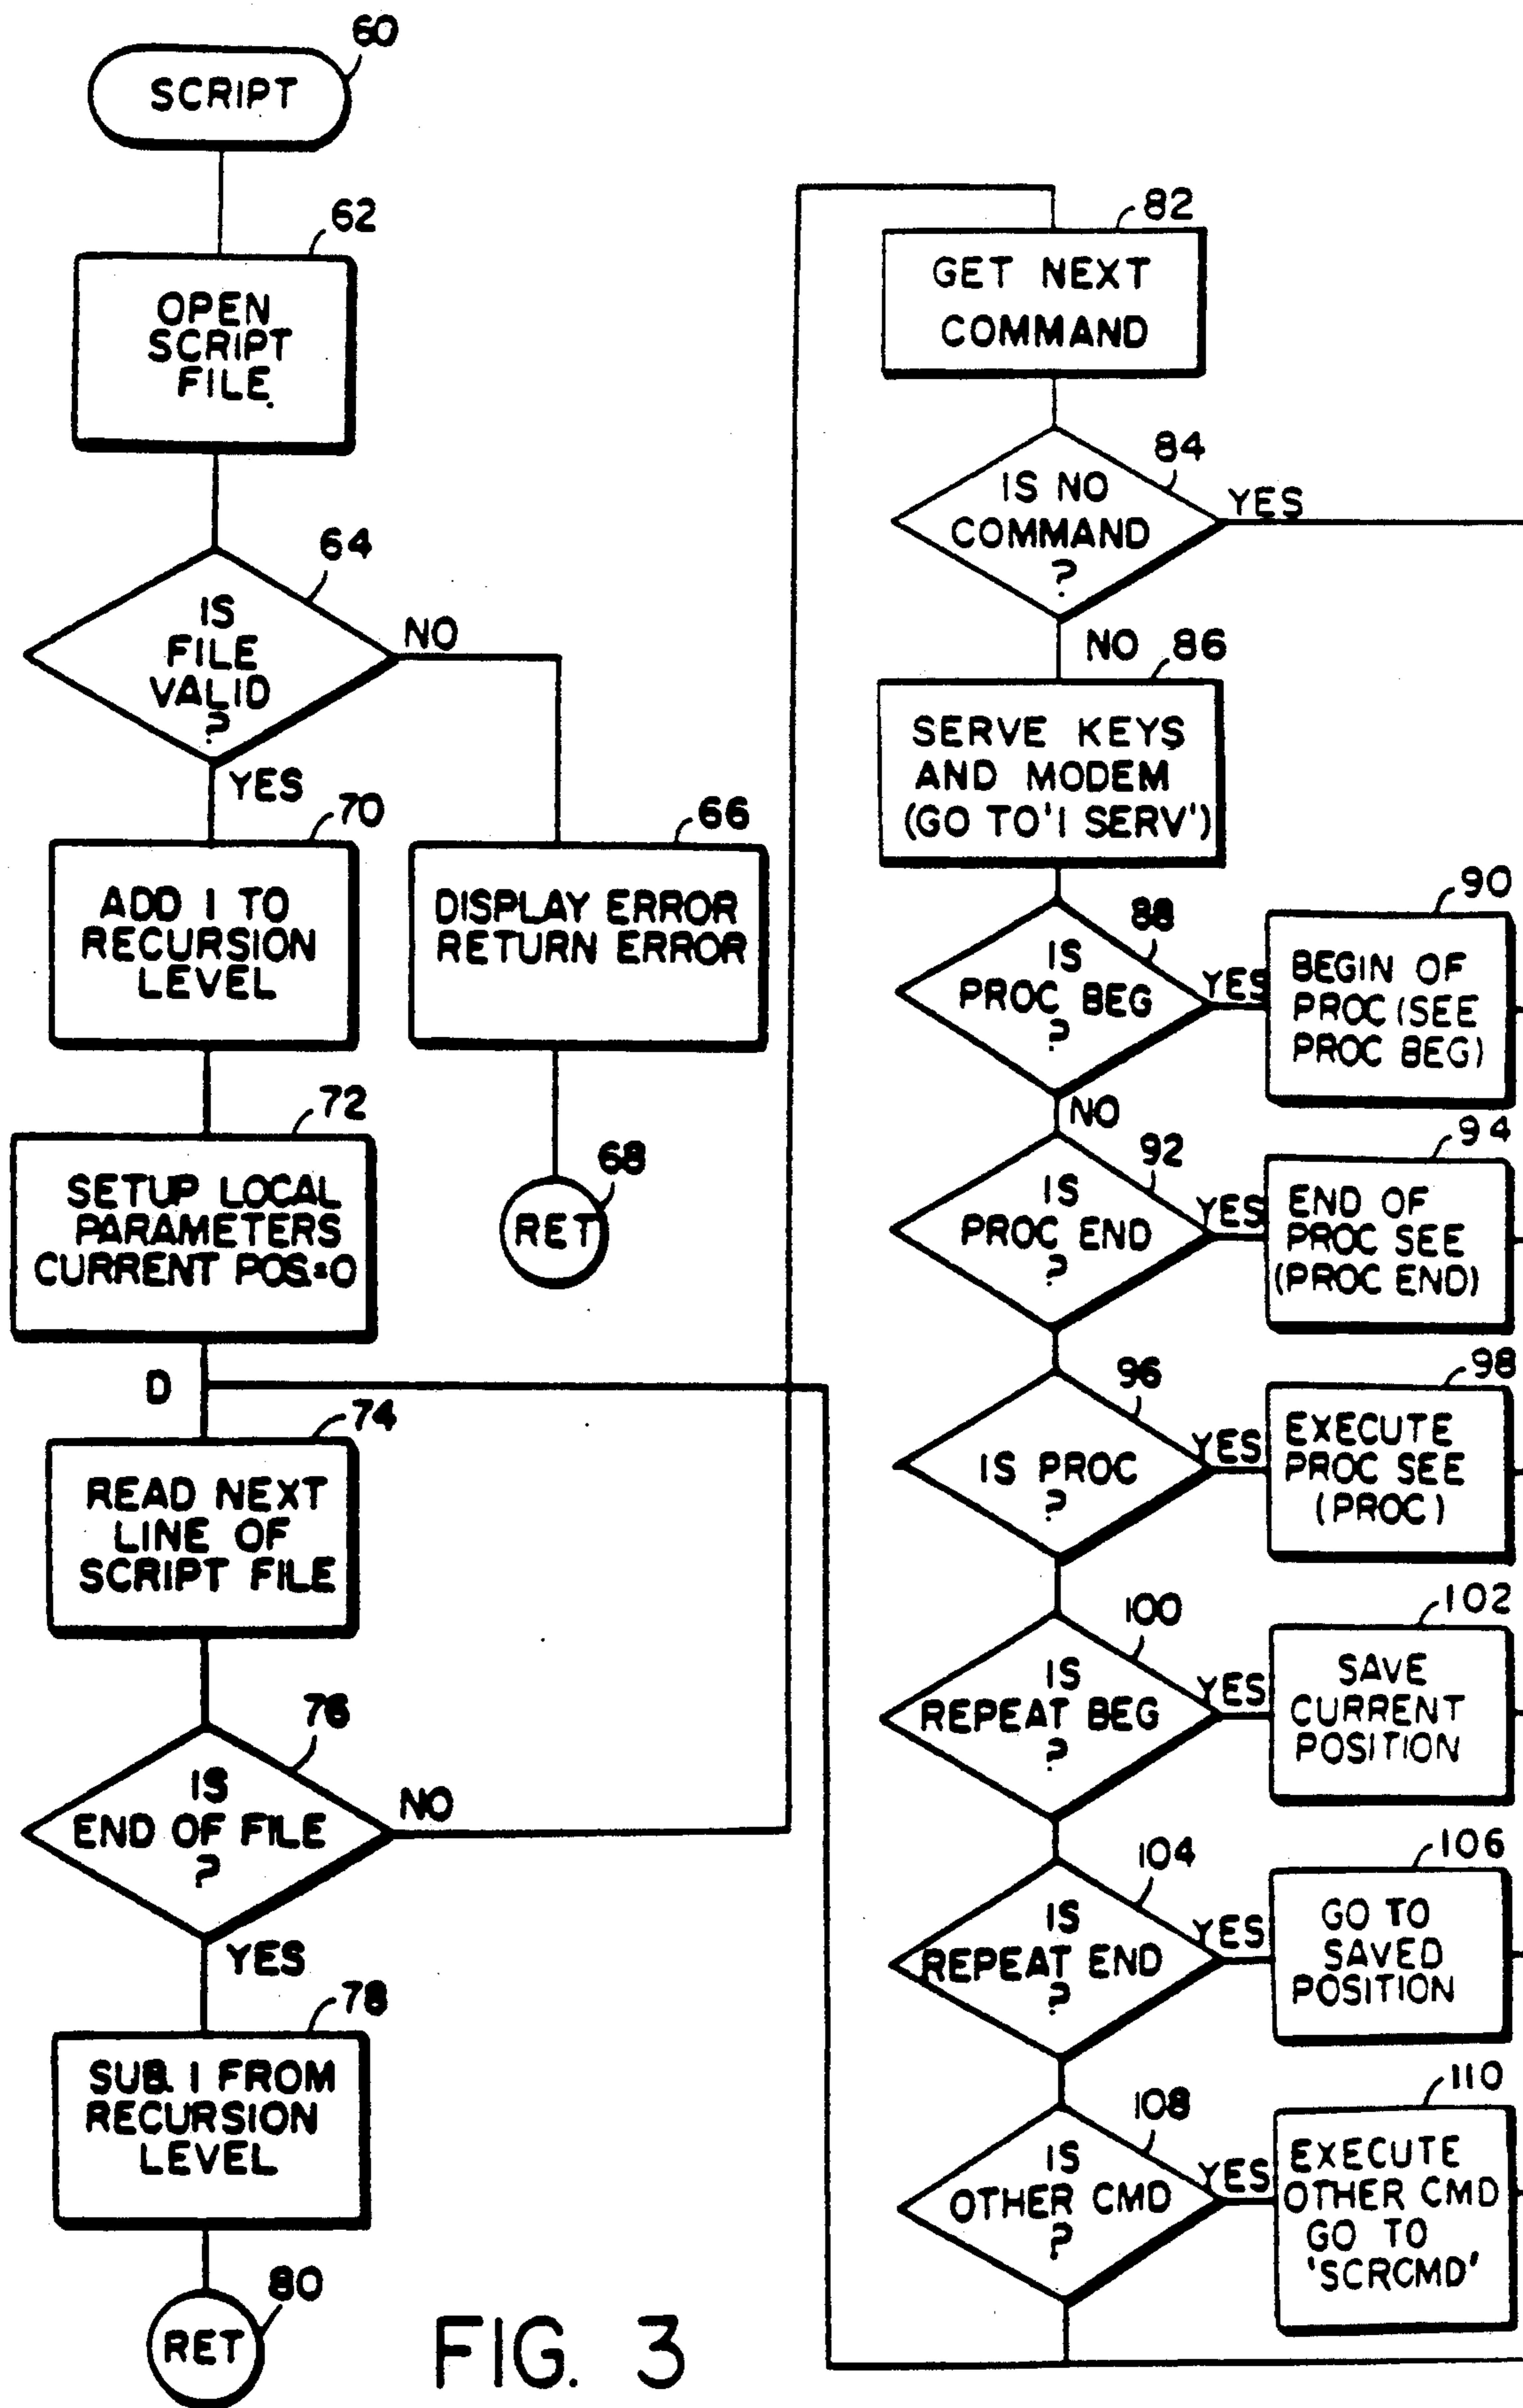 60
SCRIPT
62
OPEN
SCRIPT
FILE.
64
IS
FILE
VALID
?
NO
YES
70
ADD 1 TO
RECURSION
LEVEL
66
DISPLAY ERROR
RETURN ERROR
68
RET
72
SETUP LOCAL
PARAMETERS
CURRENT POS.=0
D
74
READ NEXT
LINE OF
SCRIPT FILE
76
IS
END OF FILE
?
NO
YES
78
SUB. 1 FROM
RECURSION
LEVEL
80
RET
82
GET NEXT
COMMAND
84
IS NO
COMMAND
?
YES
NO
86
SERVE KEYS
AND MODEM
(GO TO 'I SERV')
88
IS
PROC BEG
?
YES
90
BEGIN OF
PROC (SEE
PROC BEG)
NO
92
IS
PROC END
?
YES
94
END OF
PROC SEE
(PROC END)
96
IS PROC
?
YES
98
EXECUTE
PROC SEE
(PROC)
100
IS
REPEAT BEG
?
YES
102
SAVE
CURRENT
POSITION
104
IS
REPEAT END
?
YES
106
GO TO
SAVED
POSITION
108
IS
OTHER CMD
?
YES
110
EXECUTE
OTHER CMD
GO TO
'SCRCMD'
FIG. 3